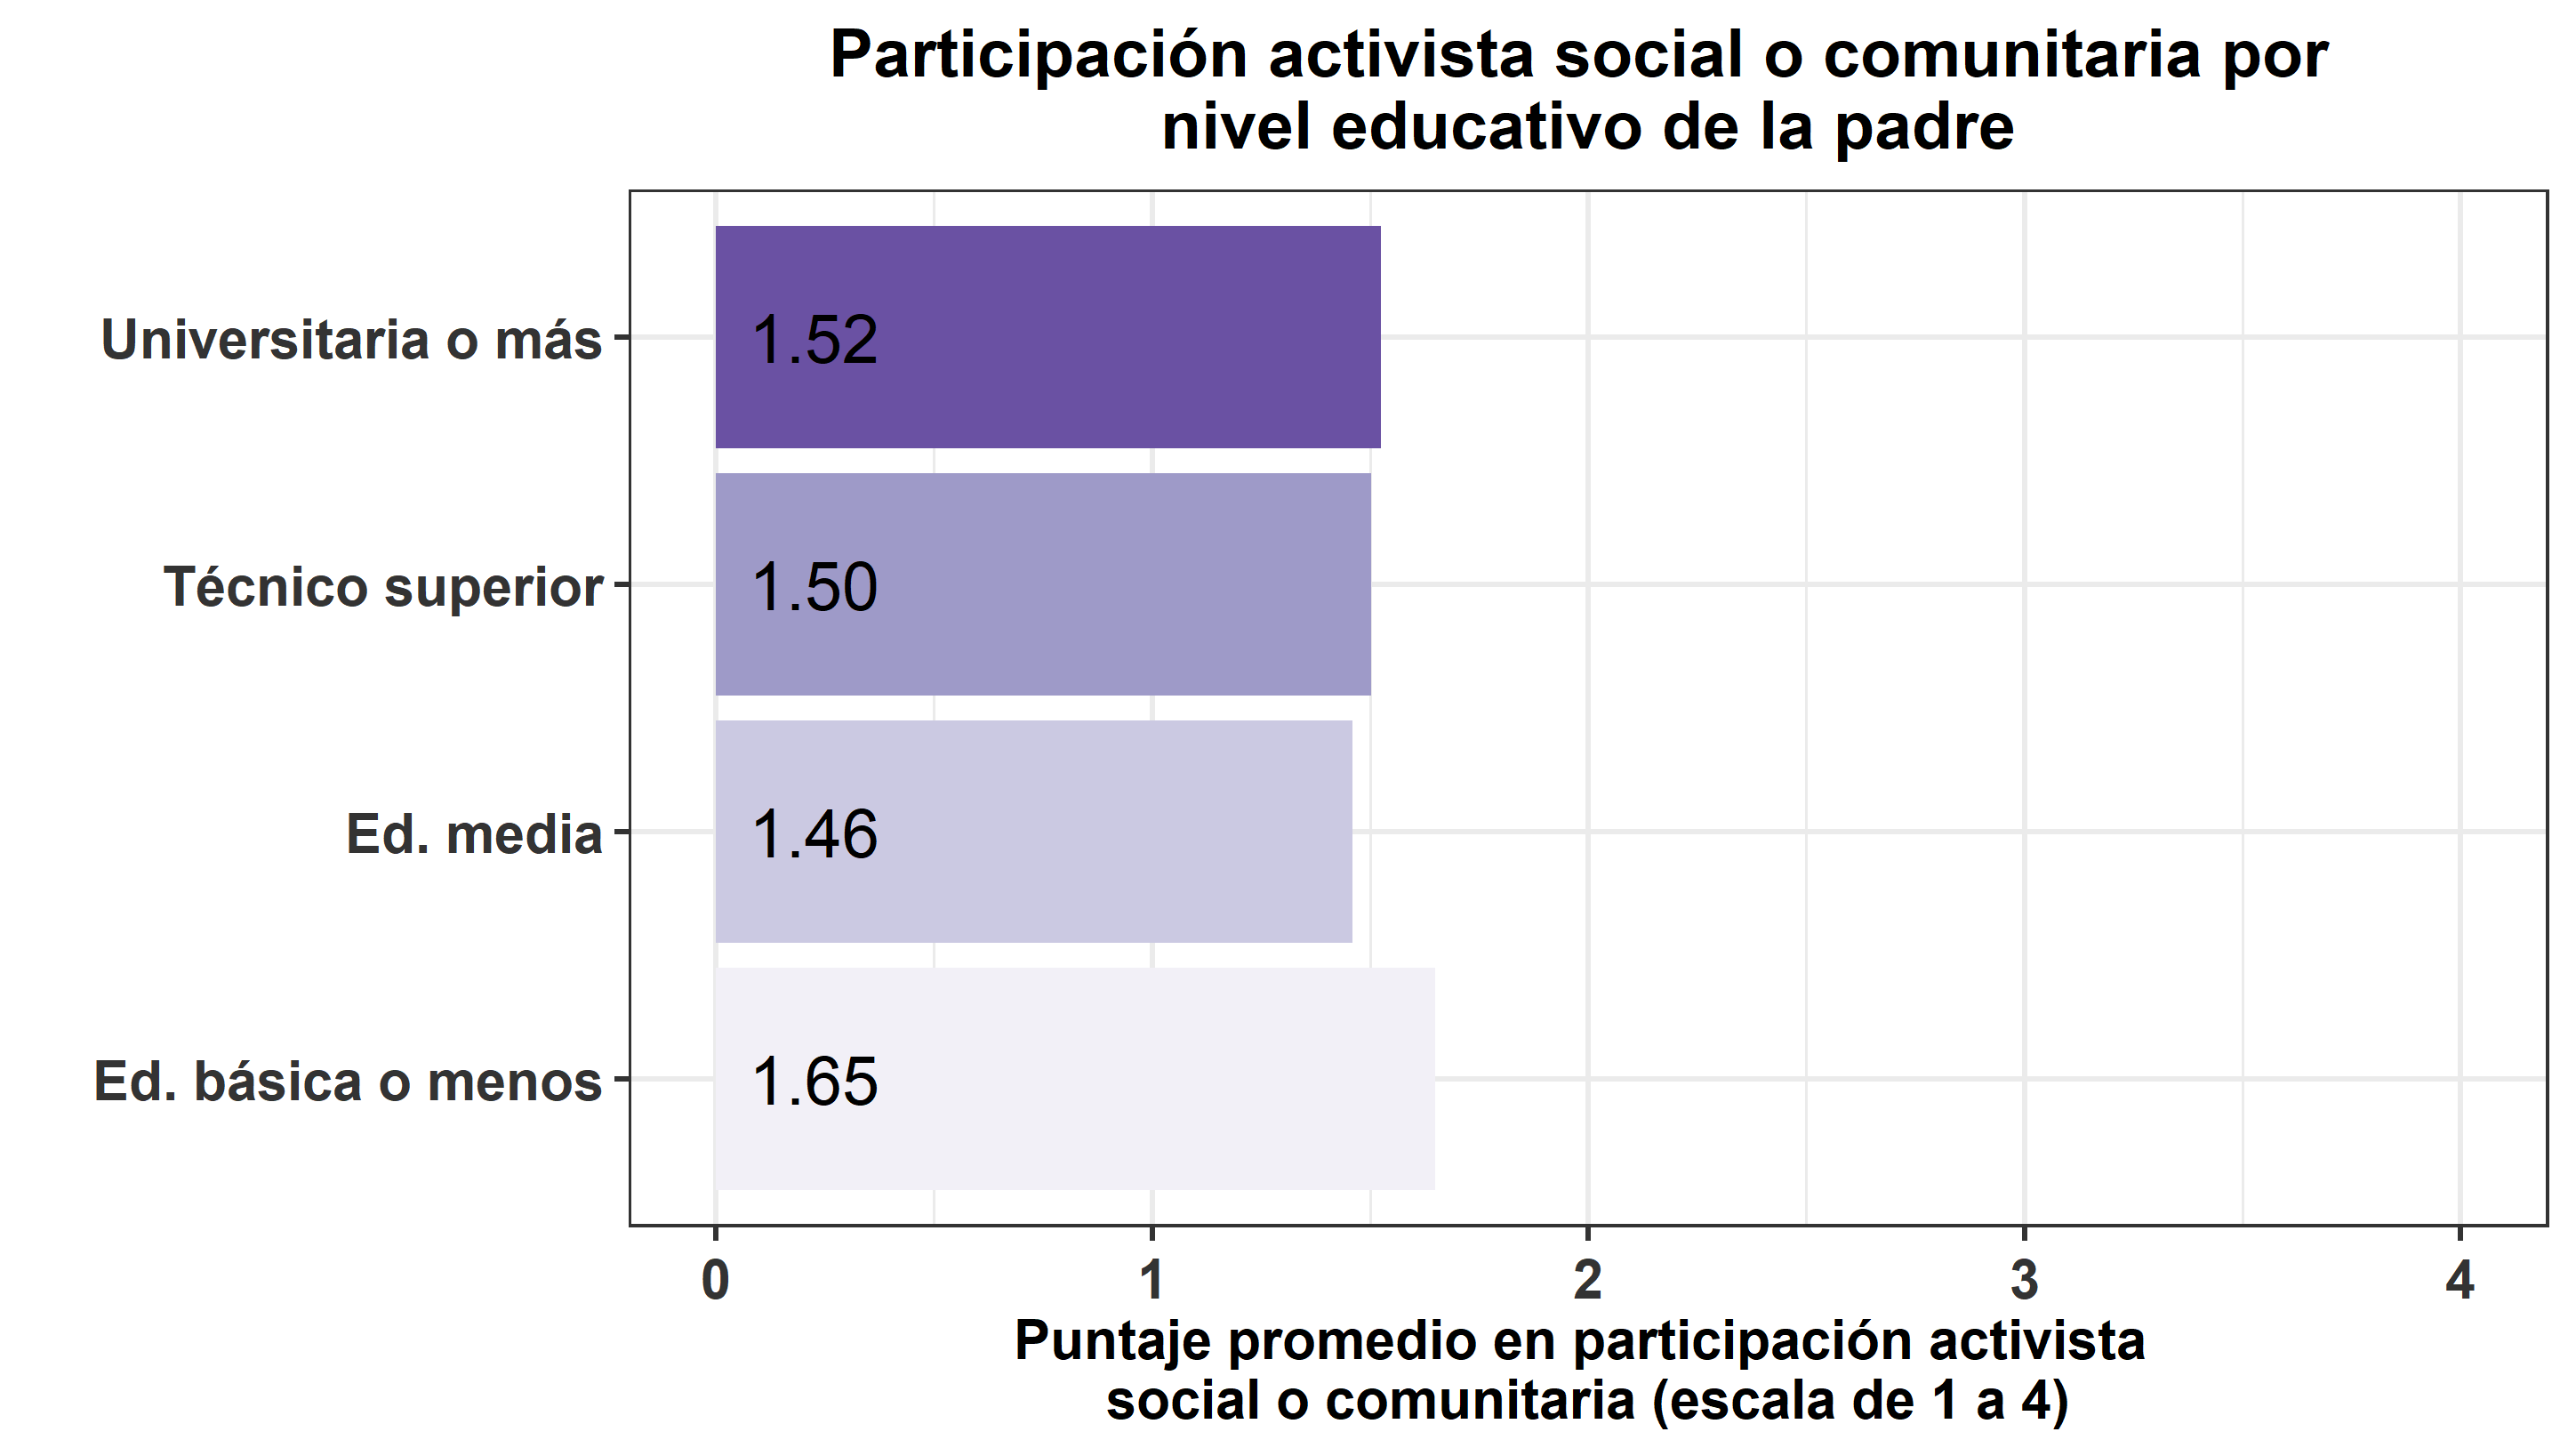 Participación activista social o comunitaria por
nivel educativo de la padre
Universitaria o más
1.52
Técnico superior
1.50
Ed. media
1.46
Ed. básica o menos
1.65
0 1 2 3 4
Puntaje promedio en participación activista
social o comunitaria (escala de 1 a 4)